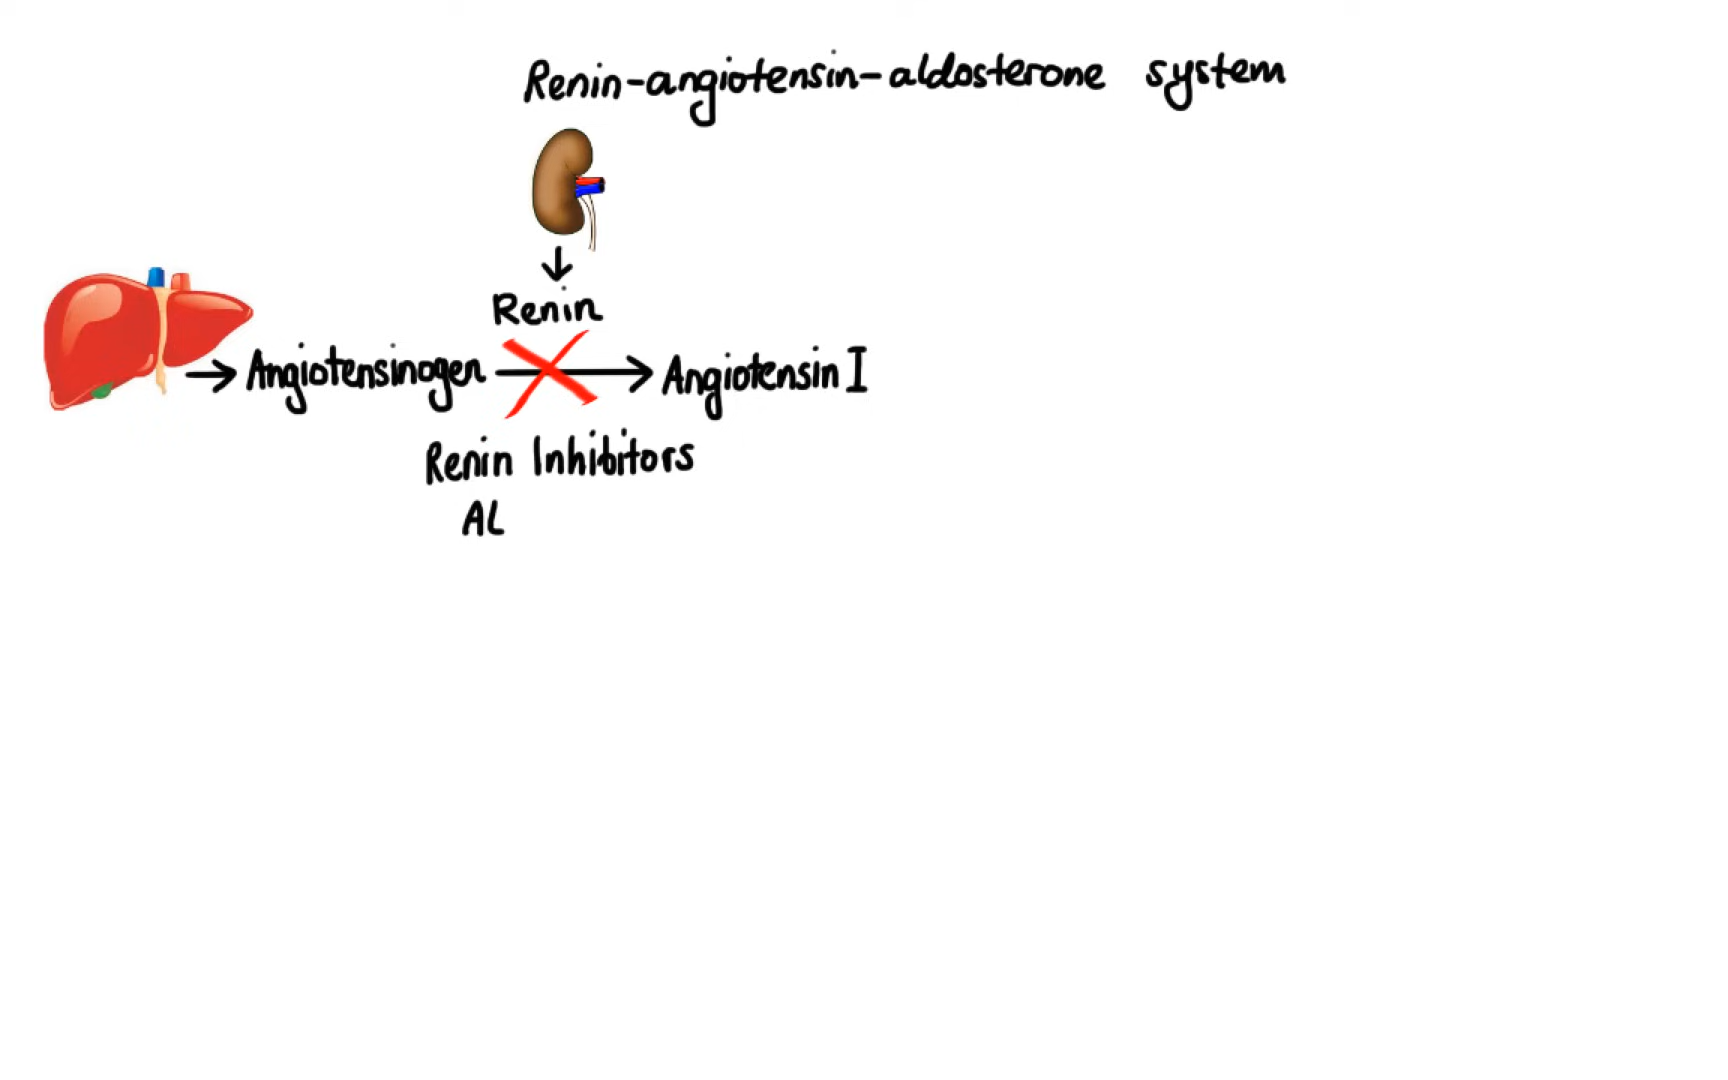 Renin-angiotensin-aldosterone system
Renin
Angiotensinogen
Angiotensin I
Renin Inhibitors
AL